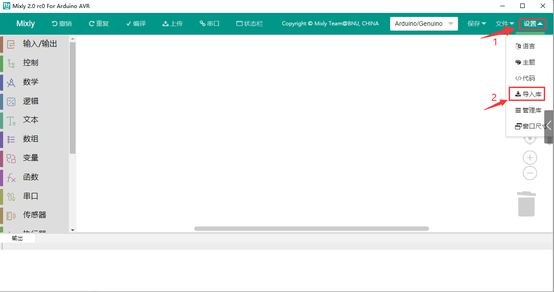 Mixly 2.0 rc0 For Arduino AVR
Mixly 撤销 重复 编译 上传 串口 状态栏 Copyright © Mixly Team@BNU, CHINA Arduino/Genuino 保存 文件 设置
1
语言
主题
代码
2 导入库
管理库
窗口尺寸
输入/输出
控制
数学
逻辑
文本
数组
变量
函数
串口
传感器
输出